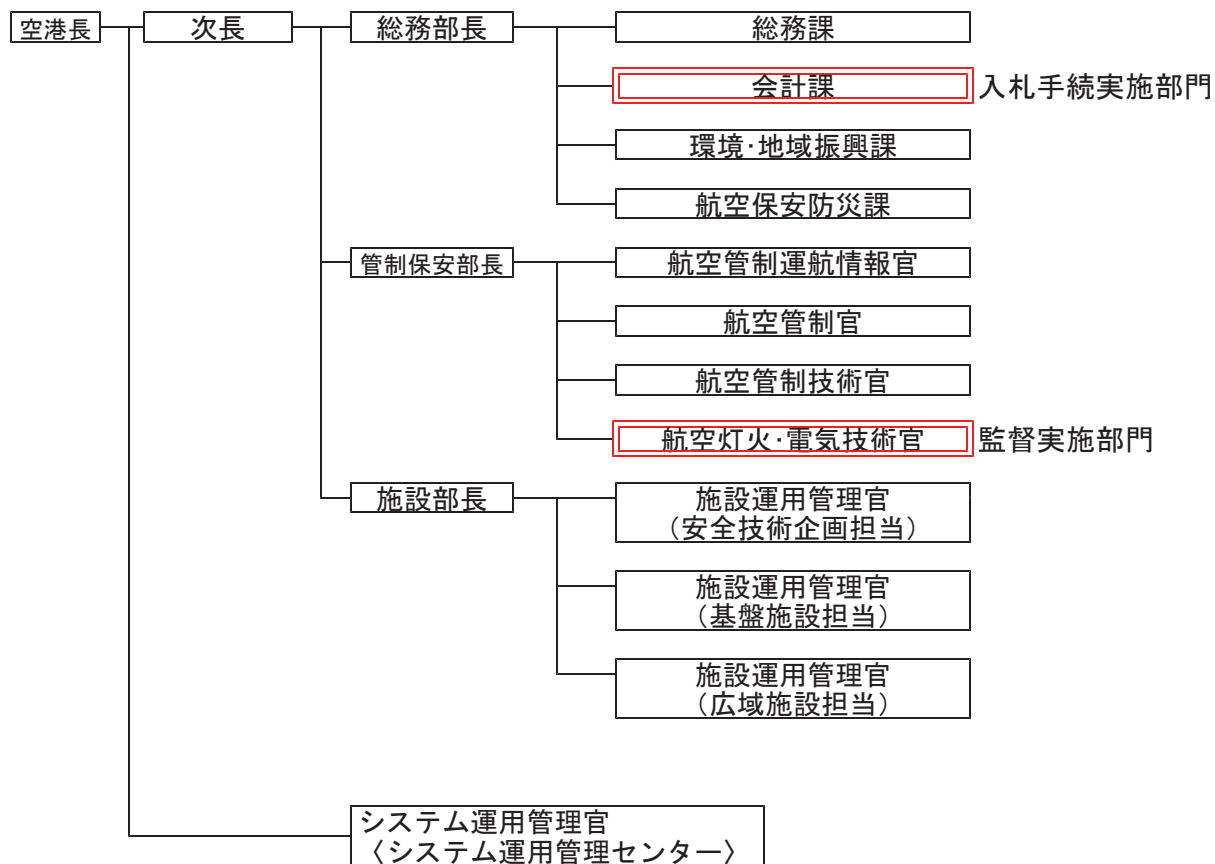 空港長
次長
総務部長
総務課
会計課
入札手続実施部門
環境･地域振興課
航空保安防災課
管制保安部長
航空管制運航情報官
航空管制官
航空管制技術官
航空灯火･電気技術官
監督実施部門
施設部長
施設運用管理官
（安全技術企画担当）
施設運用管理官
（基盤施設担当）
施設運用管理官
（広域施設担当）
システム運用管理官
〈システム運用管理センター〉